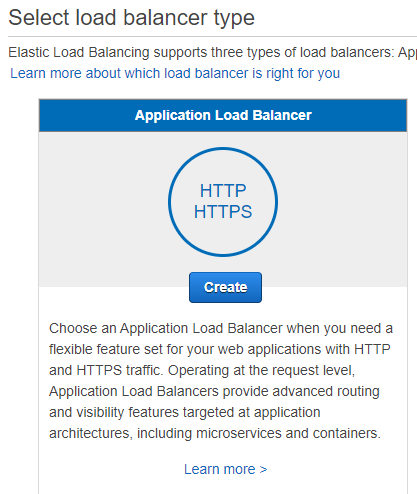 Select load balancer type
Elastic Load Balancing supports three types of load balancers:
Learn more about which load balancer is right for you
Application Load Balancer
HTTP
HTTPS
Create
Choose an Application Load Balancer when you need a
flexible feature set for your web applications with HTTP
and HTTPS traffic. Operating at the request level,
Application Load Balancers provide advanced routing
and visibility features targeted at application
architectures, including microservices and containers.
Learn more >